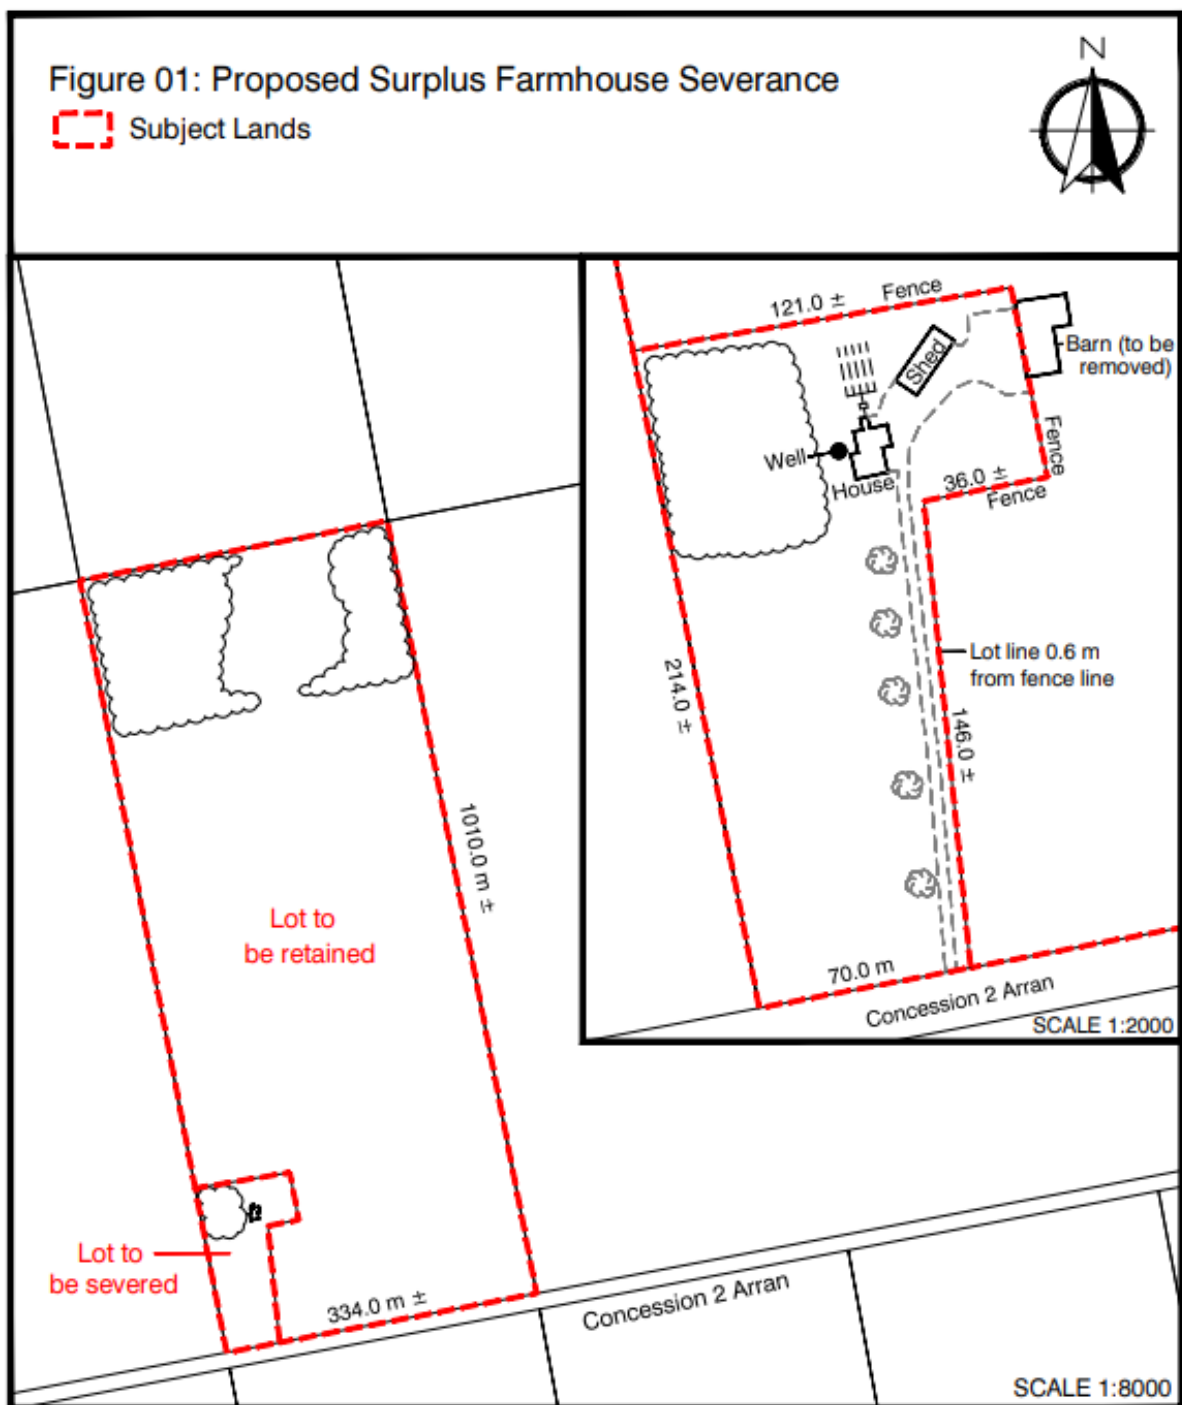 Figure 01: Proposed Surplus Farmhouse Severance
Subject Lands
N
121.0 ±
Fence
Barn (to be
removed)
Shed
Fence
Well
House
36.0 ±
Fence
Lot line 0.6 m
from fence line
214.0 ±
146.0 ±
70.0 m
Concession 2 Arran
SCALE 1:2000
1010.0 m ±
Lot to
be retained
Lot to
be severed
334.0 m ±
Concession 2 Arran
SCALE 1:8000